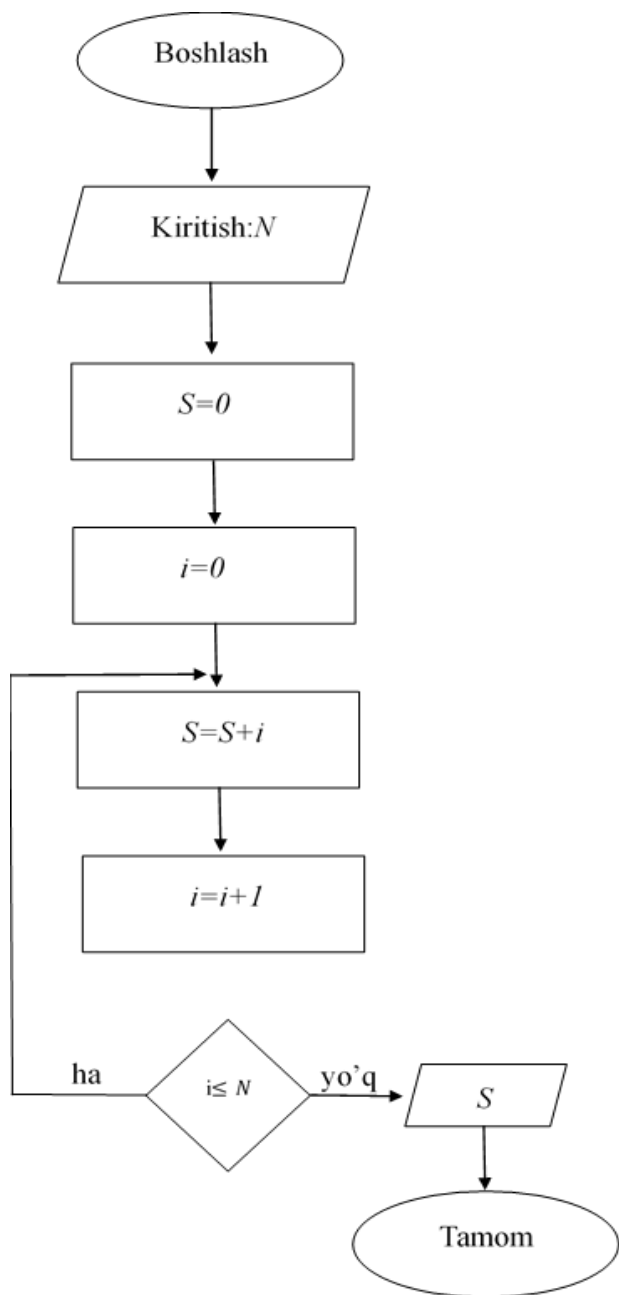 Boshlash
Kiritish:N
S=0
i=0
S=S+i
i=i+1
ha
i≤ N
yo’q
S
Tamom